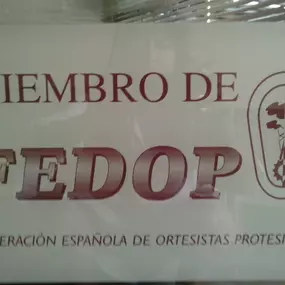 IEMBRO DE
FEDOP
ERACIÓN ESPAÑOLA DE ORTESISTAS PROTESI